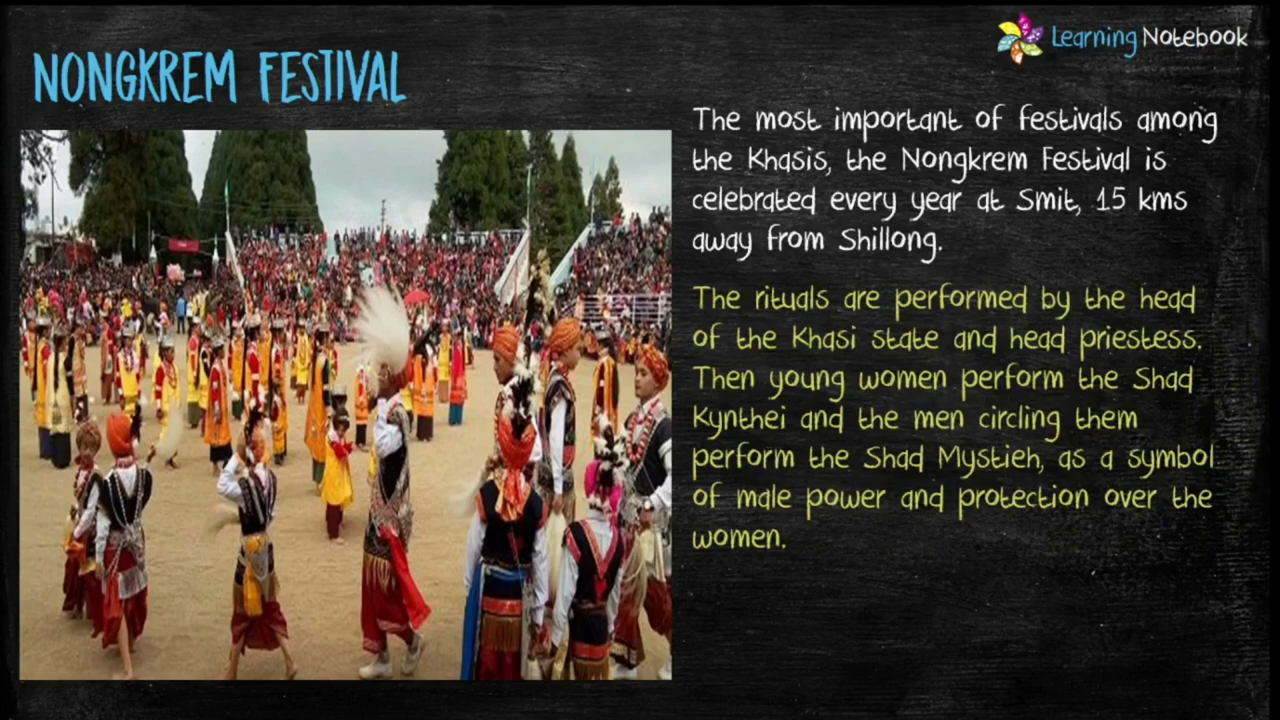 Learning Notebook
NONGKREM FESTIVAL
The most important of festivals among
the Khasis, the Nongkrem Festival is
celebrated every year at Smit, 15 kms
away from Shillong.
The rituals are performed by the head
of the Khasi state and head priestess.
Then young women perform the Shad
Kynthei and the men circling them
perform the Shad Mystieh, as a symbol
of male power and protection over the
women.